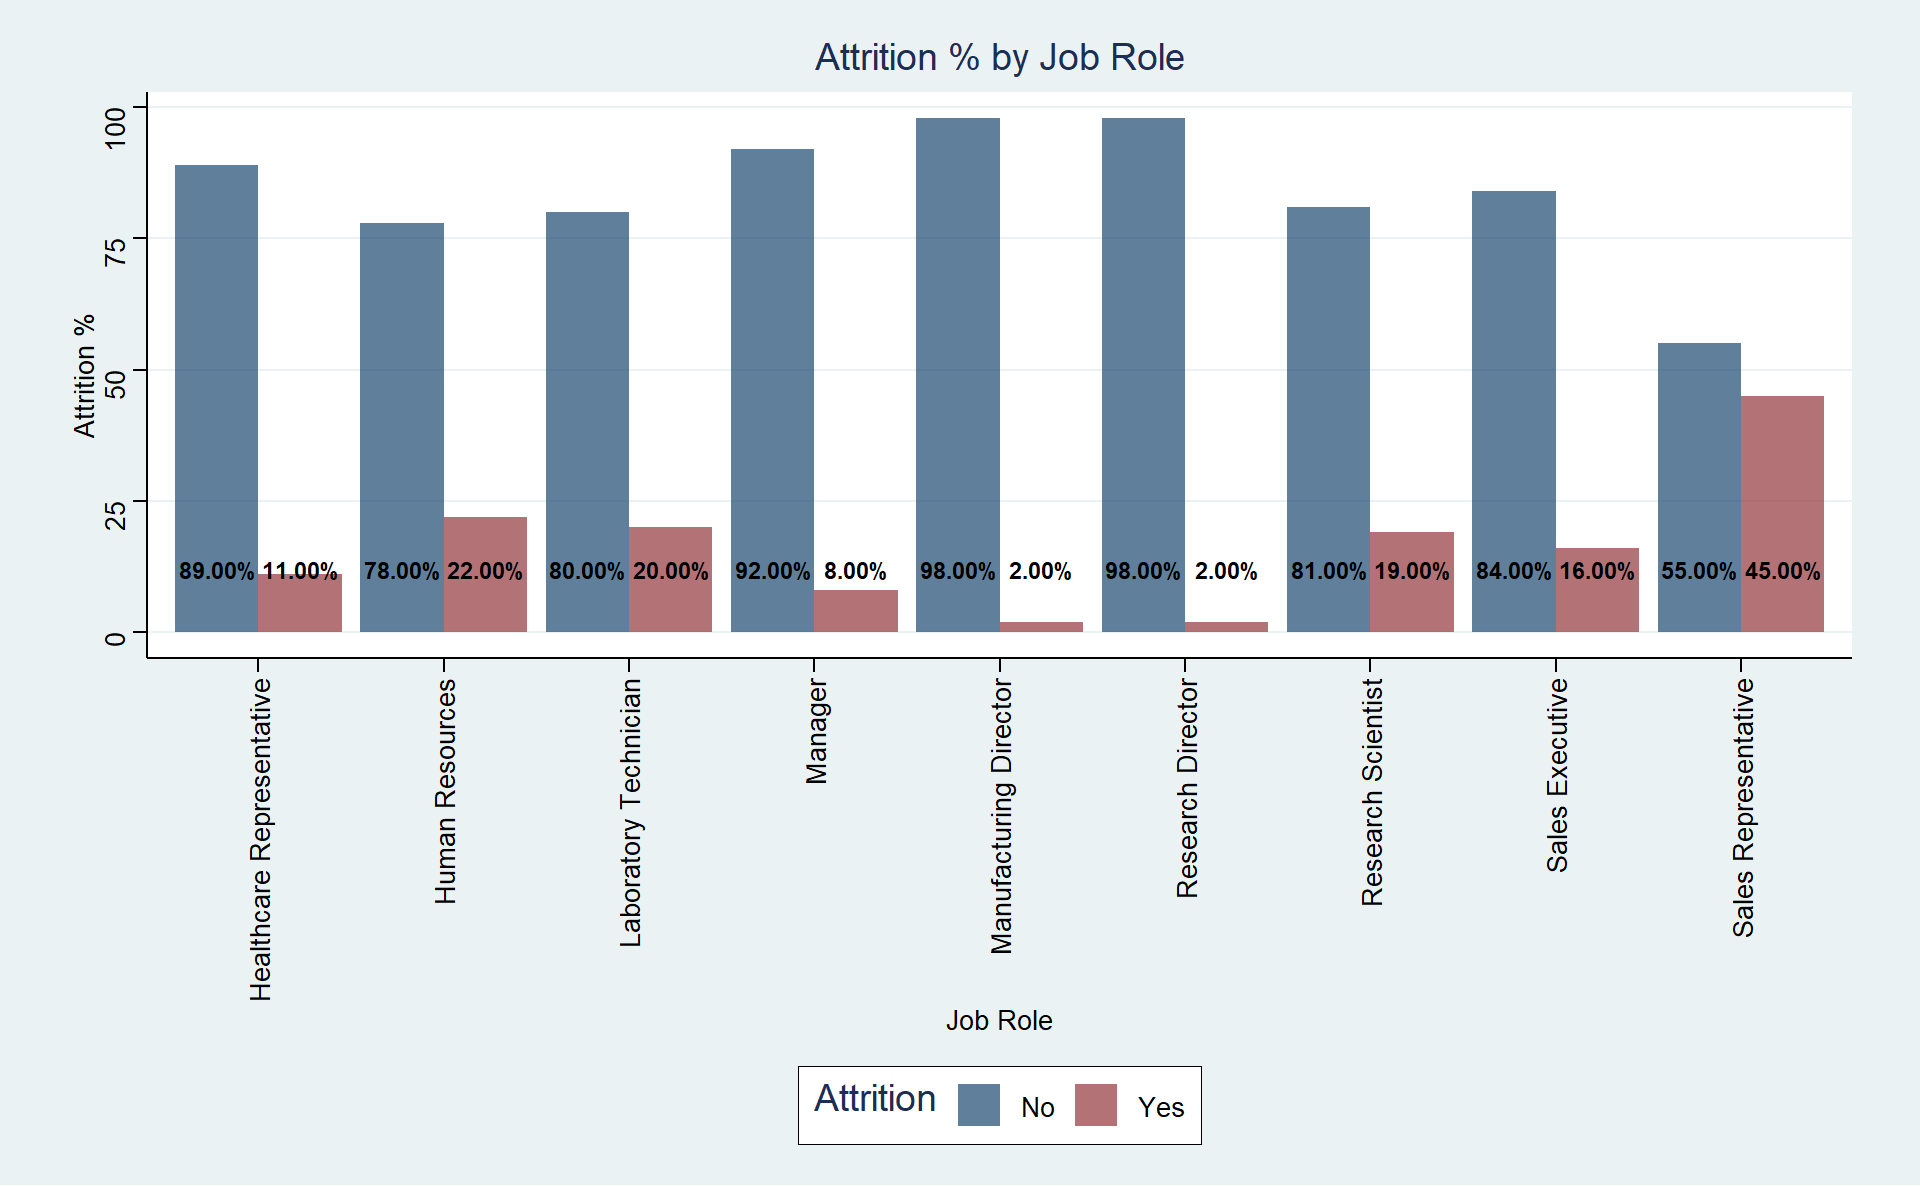 Attrition % by Job Role
Attrition %
100
75
50
25
0
89.00% 11.00% 78.00% 22.00% 80.00% 20.00% 92.00% 8.00% 98.00% 2.00% 98.00% 2.00% 81.00% 19.00% 84.00% 16.00% 55.00% 45.00%
Healthcare Representative
Human Resources
Laboratory Technician
Manager
Manufacturing Director
Research Director
Research Scientist
Sales Executive
Sales Representative
Job Role
Attrition No Yes